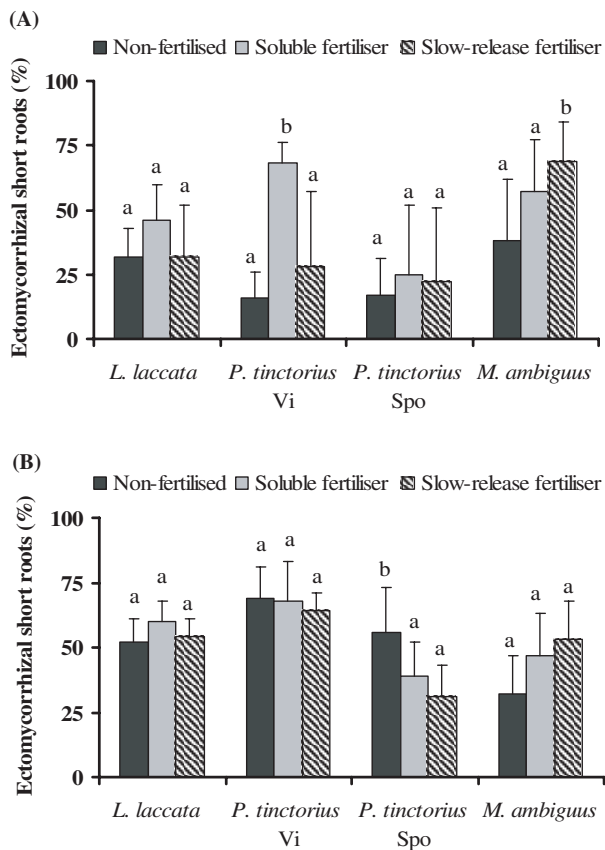 (A)
Non-fertilised Soluble fertiliser Slow-release fertiliser
Ectomycorrhizal short roots (%)
100
75
50
25
0
a a a
a b a
a a a
a a b
L. laccata P. tinctorius P. tinctorius M. ambiguus
Vi Spo
(B)
Non-fertilised Soluble fertiliser Slow-release fertiliser
Ectomycorrhizal short roots (%)
100
75
50
25
0
a a a
a a a
b a a
a a a
L. laccata P. tinctorius P. tinctorius M. ambiguus
Vi Spo